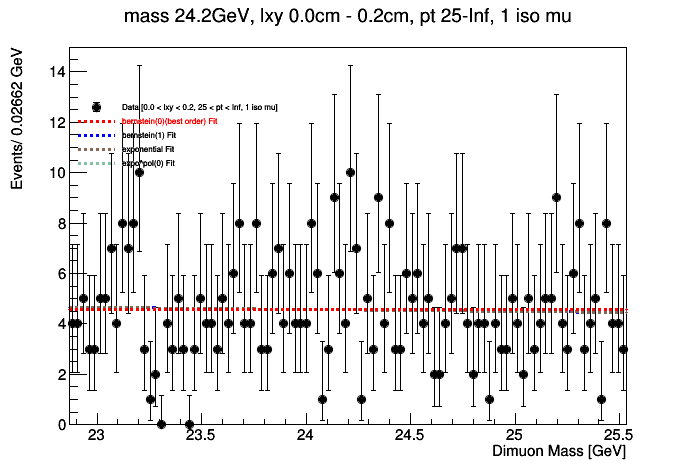 mass 24.2GeV, lxy 0.0cm - 0.2cm, pt 25-Inf, 1 iso mu
Events/ 0.02662 GeV
14
12
10
8
6
4
2
0
Data [0.0 < lxy < 0.2, 25 < pt < Inf, 1 iso mu]
bernstein(0)(best order) Fit
bernstein(1) Fit
exponential Fit
expo*pol(0) Fit
23
23.5
24
24.5
25
25.5
Dimuon Mass [GeV]